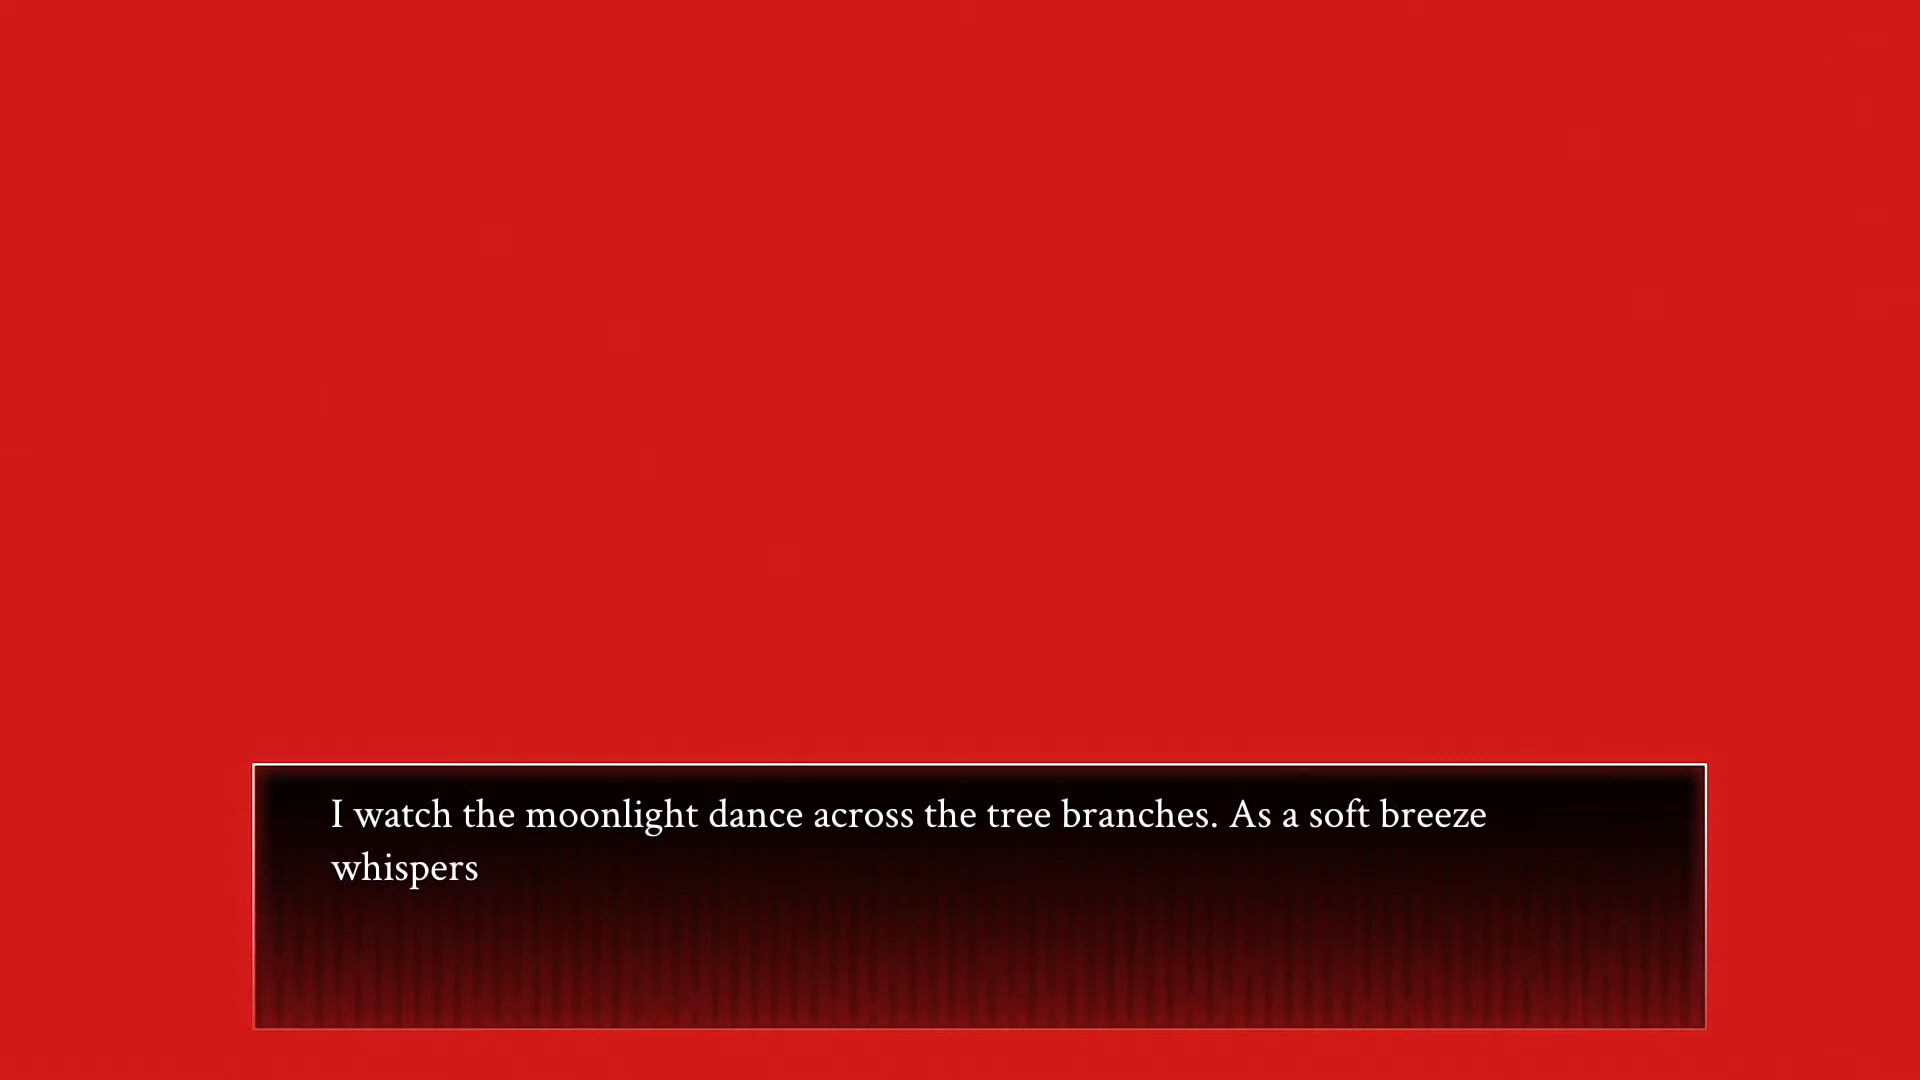 I watch the moonlight dance across the tree branches. As a soft breeze
whispers